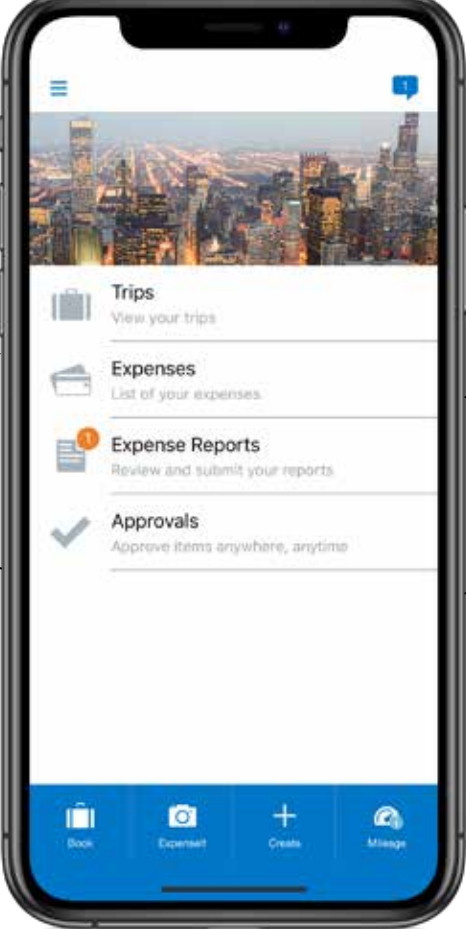 1
Trips
View your trips
Expenses
List of your expenses.
1
Expense Reports
Review and submit your reports
Approvals
Approve items anywhere, anytime
Book
ExpenseIt
Create
Mileage